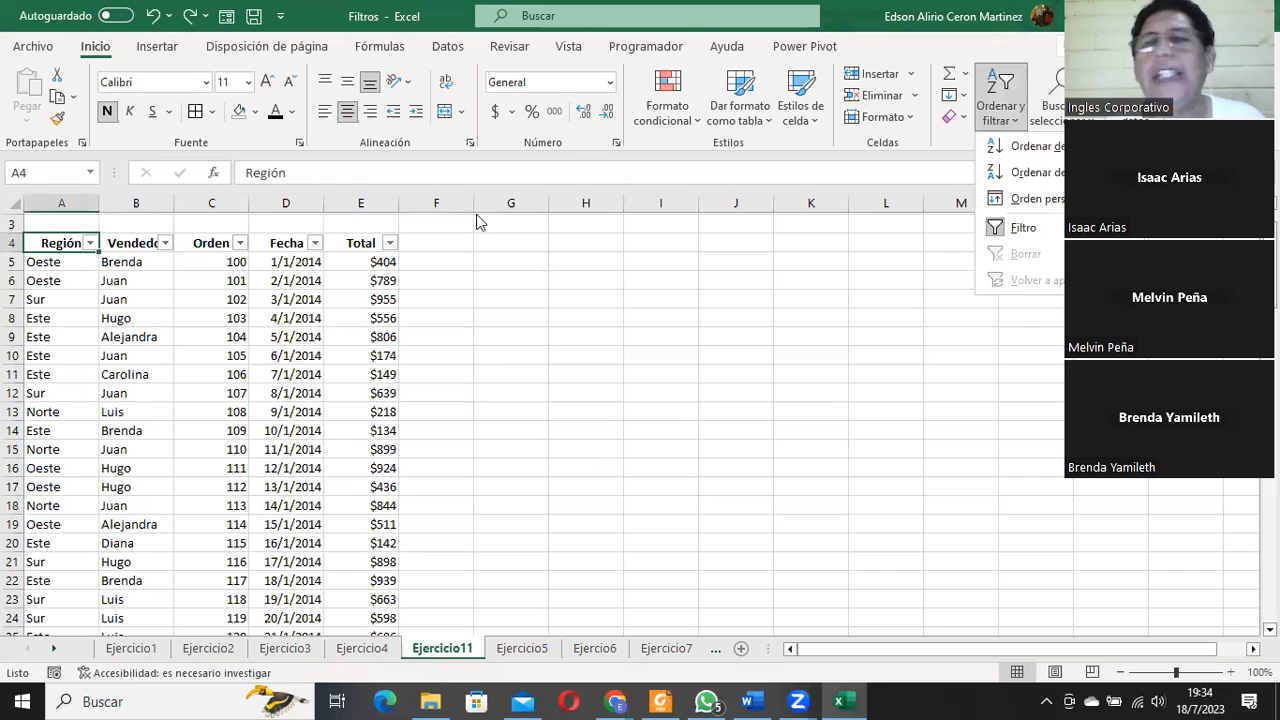 Autoguardado
Filtros - Excel
Buscar
Edson Alirio Ceron Martinez
Archivo Inicio Insertar Disposición de página Fórmulas Datos Revisar Vista Programador Ayuda Power Pivot
Pegar
Calibri 11
N K S
ab
General
$ % 000
Formato condicional
Dar formato como tabla
Estilos de celda
Insertar
Eliminar
Formato
Ordenar y filtrar
Portapapeles Fuente Alineación Número Estilos Celdas
Filtro
Borrar
A4 fx Región
A B C D E F G H I J K L M
3
4 Región Orden Fecha Total
5 Oeste Brenda 100 1/1/2014 $404
6 Oeste Juan 101 2/1/2014 $789
7 Sur Juan 102 3/1/2014 $955
8 Este Hugo 103 4/1/2014 $556
9 Este Alejandra 104 5/1/2014 $806
10 Este Juan 105 6/1/2014 $174
11 Este Carolina 106 7/1/2014 $149
12 Sur Juan 107 8/1/2014 $639
13 Norte Luis 108 9/1/2014 $218
14 Este Brenda 109 10/1/2014 $134
15 Norte Juan 110 11/1/2014 $899
16 Oeste Hugo 111 12/1/2014 $924
17 Oeste Hugo 112 13/1/2014 $436
18 Norte Juan 113 14/1/2014 $844
19 Oeste Alejandra 114 15/1/2014 $511
20 Este Diana 115 16/1/2014 $142
21 Sur Hugo 116 17/1/2014 $898
22 Este Brenda 117 18/1/2014 $939
23 Sur Luis 118 19/1/2014 $663
24 Sur Luis 119 20/1/2014 $598
Ejercicio1 Ejercicio2 Ejercicio3 Ejercicio4 Ejercicio11 Ejercicio5 Ejercio6 Ejercicio7 ...
Listo Accesibilidad: es necesario investigar 100%
Buscar
5
19:34
18/7/2023
Ingles Corporativo
Isaac Arias
Isaac Arias
Melvin Peña
Melvin Peña
Brenda Yamileth
Brenda Yamileth